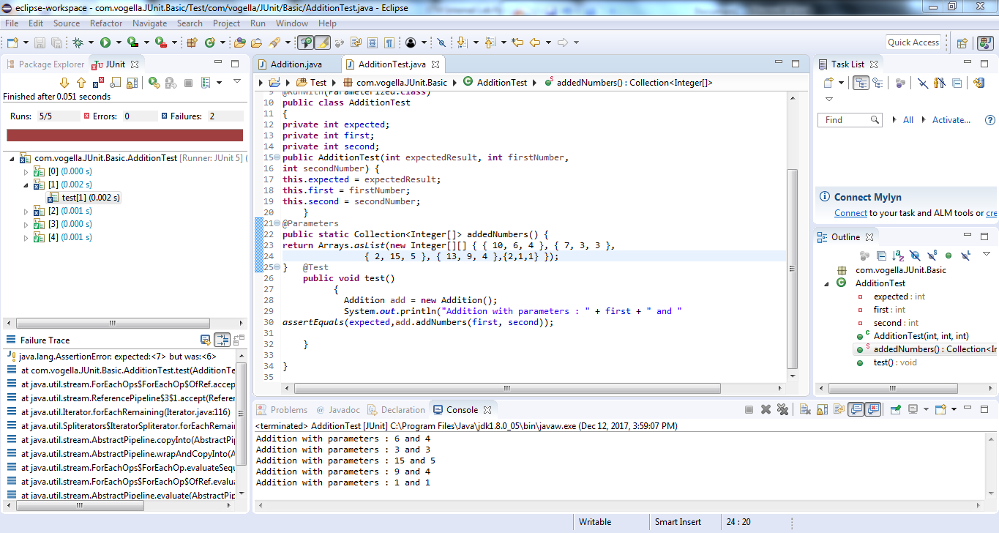 eclipse-workspace - com.vogella.JUnit.Basic/Test/com/vogella/JUnit/Basic/AdditionTest.java - Eclipse
File Edit Source Refactor Navigate Search Project Run Window Help
Quick Access
Package Explorer JUnit
Finished after 0.051 seconds
Runs: 5/5 Errors: 0 Failures: 2
com.vogella.JUnit.Basic.AdditionTest [Runner: JUnit 5] (
[0] (0.000 s)
[1] (0.002 s)
test[1] (0.002 s)
[2] (0.001 s)
[3] (0.000 s)
[4] (0.001 s)
Failure Trace
java.lang.AssertionError: expected:<7> but was:<6>
at com.vogella.JUnit.Basic.AdditionTest.test(AdditionTe
at java.util.stream.ForEachOps$ForEachOp$OfRef.accep
at java.util.stream.ReferencePipeline$3$1.accept(Referer
at java.util.Iterator.forEachRemaining(Iterator.java:116)
at java.util.Spliterators$IteratorSpliterator.forEachRemai
at java.util.stream.AbstractPipeline.copyInto(AbstractPi
at java.util.stream.AbstractPipeline.wrapAndCopyInto(A
at java.util.stream.ForEachOps$ForEachOp.evaluateSequ
at java.util.stream.ForEachOps$ForEachOp$OfRef.evalua
at java.util.stream.AbstractPipeline.evaluate(AbstractPip
Addition.java AdditionTest.java
Test com.vogella.JUnit.Basic AdditionTest addedNumbers() : Collection<Integer[]>
9 @RunWith(Parameterized.class)
10 public class AdditionTest
11 {
12 private int expected;
13 private int first;
14 private int second;
15 public AdditionTest(int expectedResult, int firstNumber,
16 int secondNumber) {
17 this.expected = expectedResult;
18 this.first = firstNumber;
19 this.second = secondNumber;
20 }
21 @Parameters
22 public static Collection<Integer[]> addedNumbers() {
23 return Arrays.asList(new Integer[][] { { 10, 6, 4 }, { 7, 3, 3 },
24 { 2, 15, 5 }, { 13, 9, 4 },{2,1,1} });
25 } @Test
26 public void test()
27 {
28 Addition add = new Addition();
29 System.out.println("Addition with parameters : " + first + " and "
30 assertEquals(expected,add.addNumbers(first, second));
31
32 }
33
34 }
35
Problems Javadoc Declaration Console
<terminated> AdditionTest [JUnit] C:\Program Files\Java\jdk1.8.0_05\bin\javaw.exe (Dec 12, 2017, 3:59:07 PM)
Addition with parameters : 6 and 4
Addition with parameters : 3 and 3
Addition with parameters : 15 and 5
Addition with parameters : 9 and 4
Addition with parameters : 1 and 1
Task List
Find All Activate...
Connect Mylyn
Connect to your task and ALM tools or cre
Outline
com.vogella.JUnit.Basic
AdditionTest
expected : int
first : int
second : int
AdditionTest(int, int, int)
addedNumbers() : Collection<In
test() : void
Writable Smart Insert 24 : 20